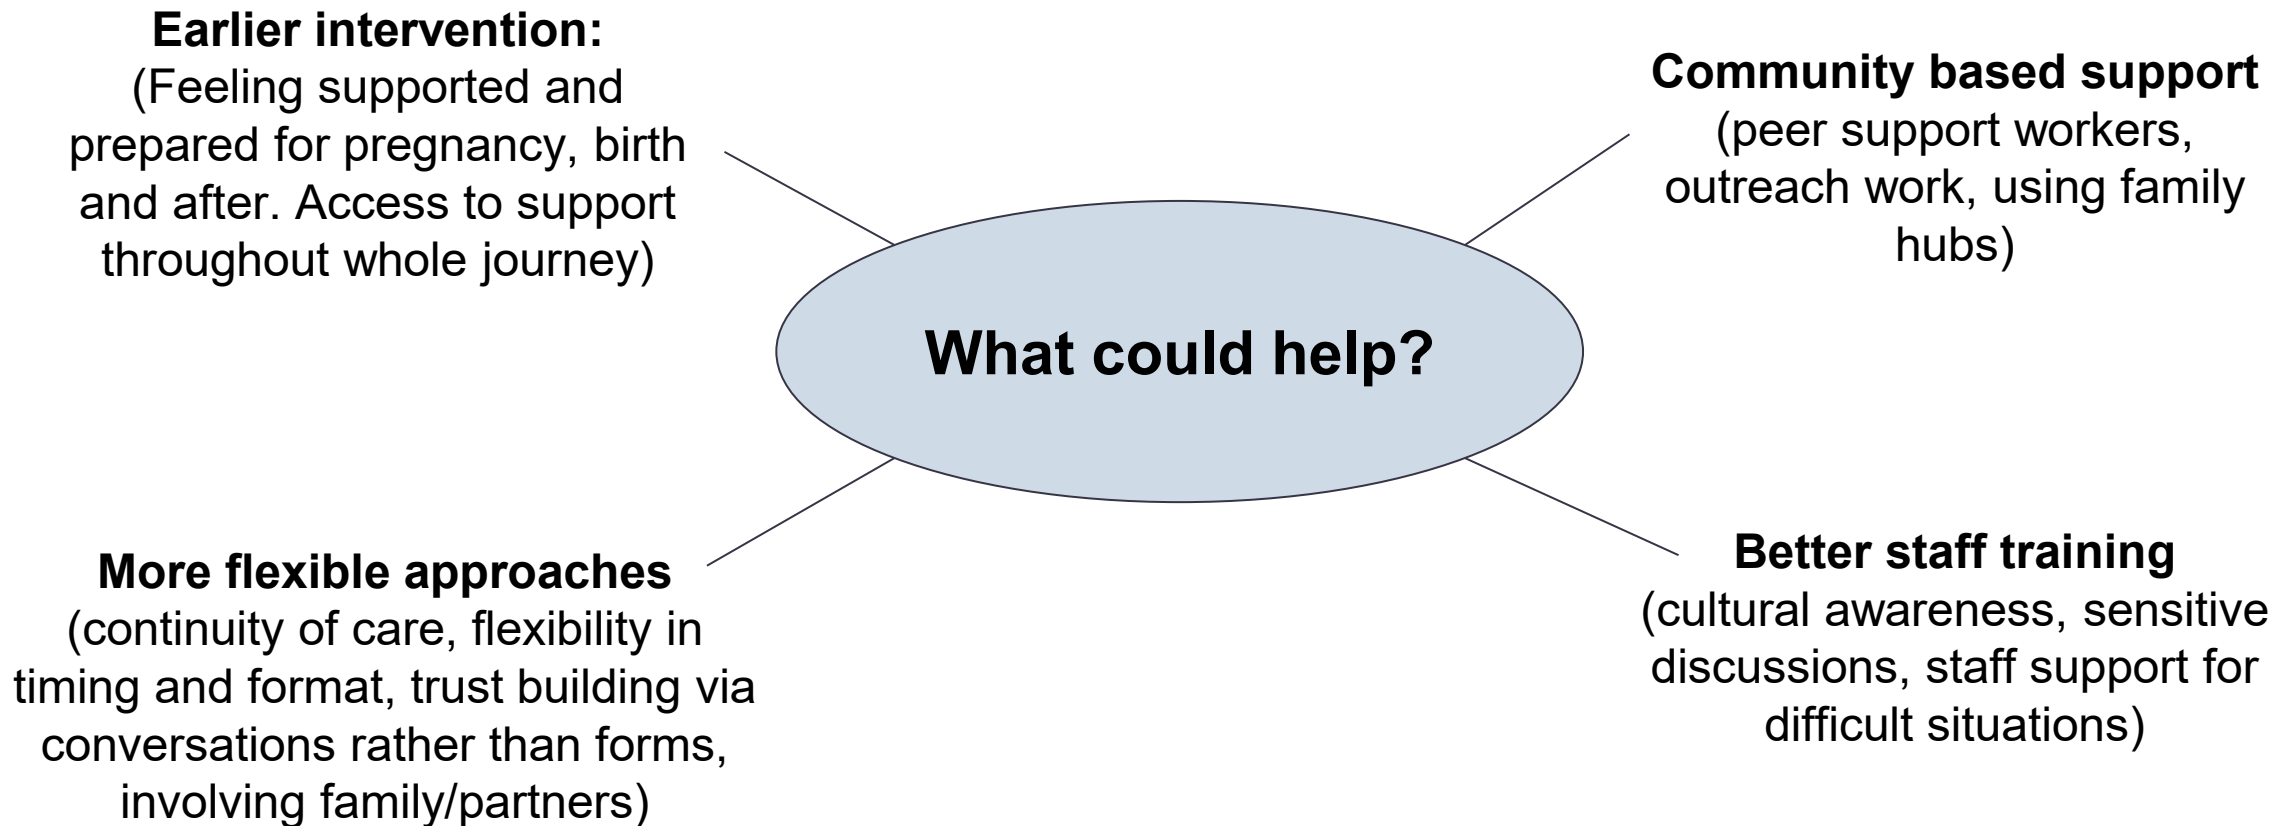 Earlier intervention:
(Feeling supported and
prepared for pregnancy, birth
and after. Access to support
throughout whole journey)
Community based support
(peer support workers,
outreach work, using family
hubs)
What could help?
More flexible approaches
(continuity of care, flexibility in
timing and format, trust building via
conversations rather than forms,
involving family/partners)
Better staff training
(cultural awareness, sensitive
discussions, staff support for
difficult situations)